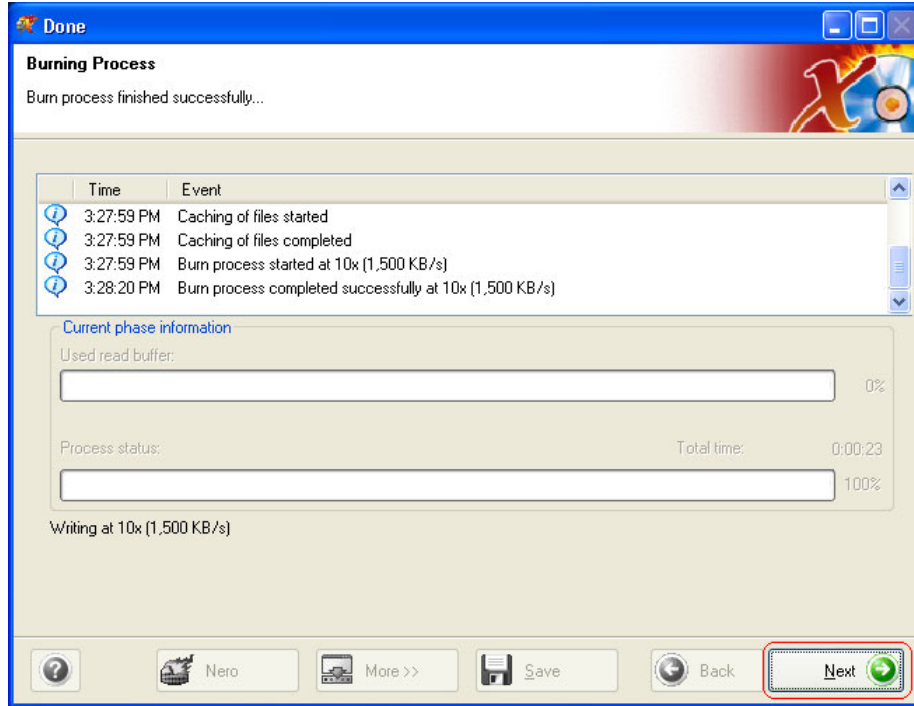 Done
Burning Process
Burn process finished successfully...
Time Event
3:27:59 PM Caching of files started
3:27:59 PM Caching of files completed
3:27:59 PM Burn process started at 10x (1,500 KB/s)
3:28:20 PM Burn process completed successfully at 10x (1,500 KB/s)
Current phase information
Used read buffer:
0%
Process status: Total time: 0:00:23
100%
Writing at 10x (1,500 KB/s)
Nero More >> Save Back Next